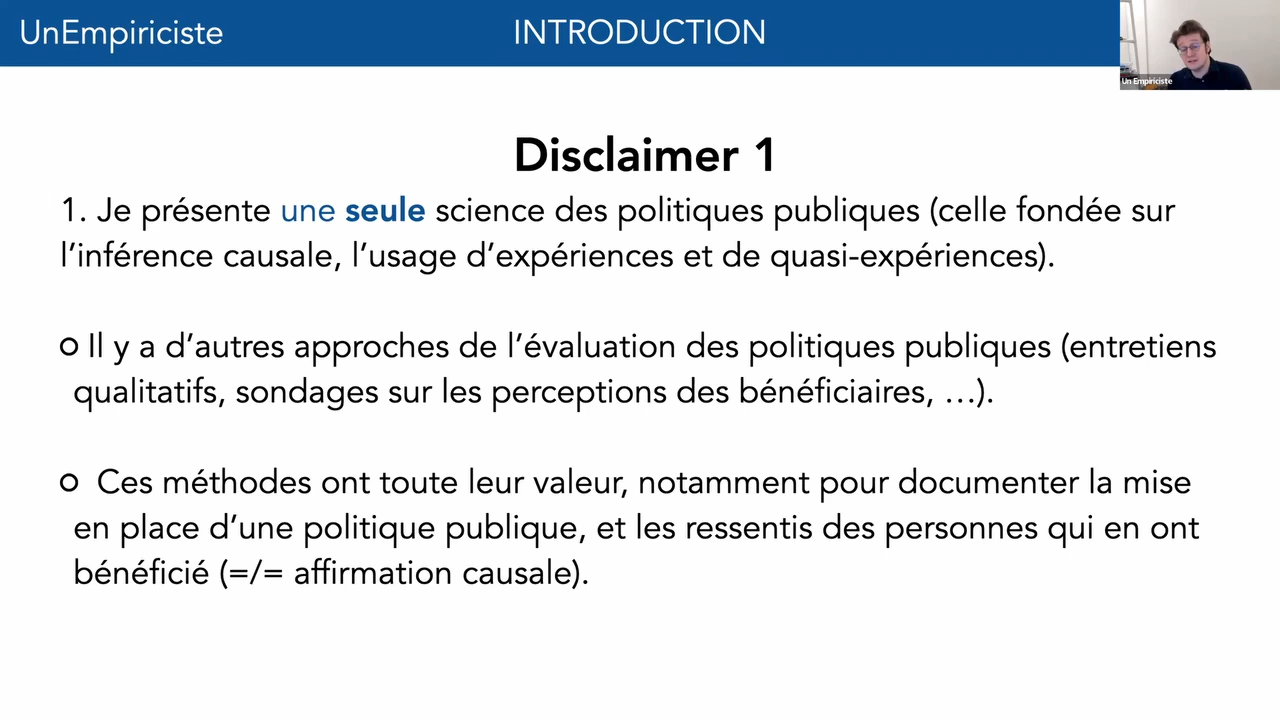 UnEmpiriciste
INTRODUCTION
Un Empiriciste
Disclaimer 1
1. Je présente une seule science des politiques publiques (celle fondée sur
l’inférence causale, l’usage d’expériences et de quasi-expériences).
Il y a d’autres approches de l’évaluation des politiques publiques (entretiens
qualitatifs, sondages sur les perceptions des bénéficiaires, …).
Ces méthodes ont toute leur valeur, notamment pour documenter la mise
en place d’une politique publique, et les ressentis des personnes qui en ont
bénéficié (=/= affirmation causale).